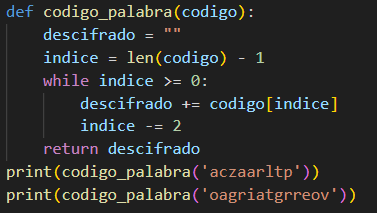 def codigo_palabra(codigo):
    descifrado = ""
    indice = len(codigo) - 1
    while indice >= 0:
        descifrado += codigo[indice]
        indice -= 2
    return descifrado
print(codigo_palabra('aczaarltp'))
print(codigo_palabra('oagriatgrreov'))